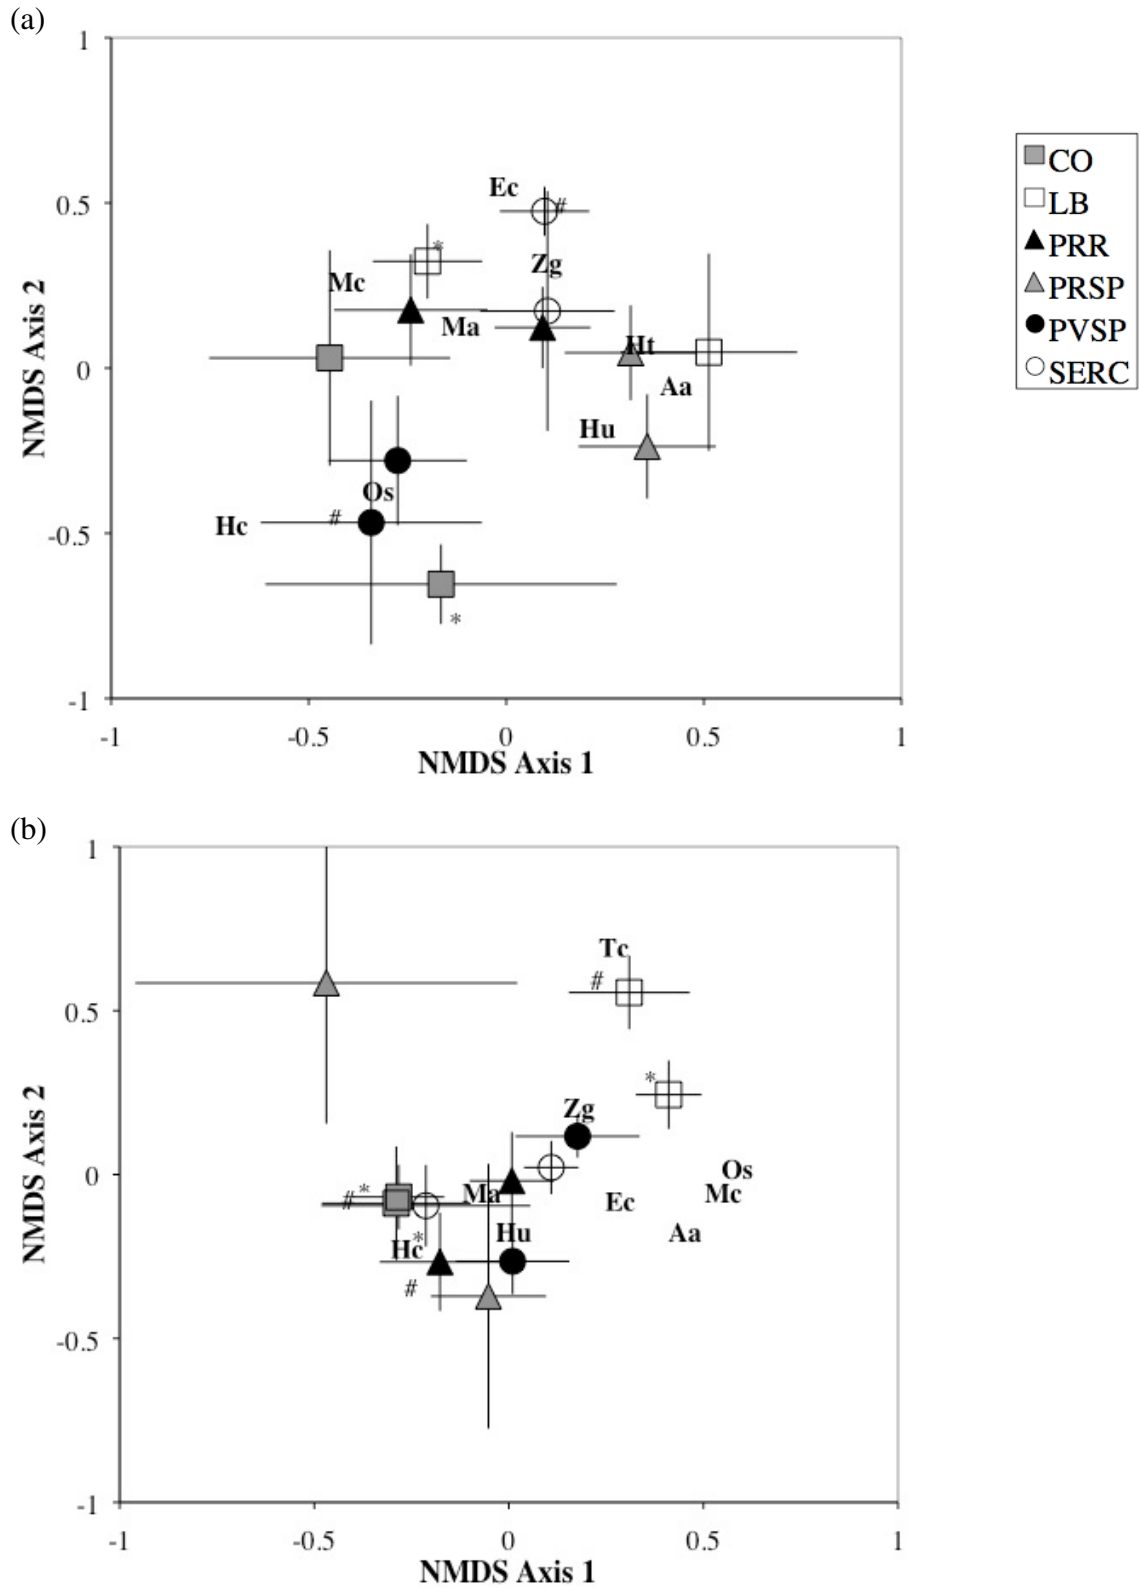 (a)
1
CO
LB
PRR
PRSP
PVSP
SERC
0.5
Ec
#
*
Zg
Mc
Ma
NMDS Axis 2
0
Ht
Aa
Hu
Os
#
Hc
-0.5
*
-1
-1
-0.5
0
0.5
1
NMDS Axis 1
(b)
1
Tc
#
0.5
*
Zg
NMDS Axis 2
0
Os
# *
Ma
Mc
Ec
*
Hu
Aa
Hc
#
-0.5
-1
-1
-0.5
0
0.5
1
NMDS Axis 1